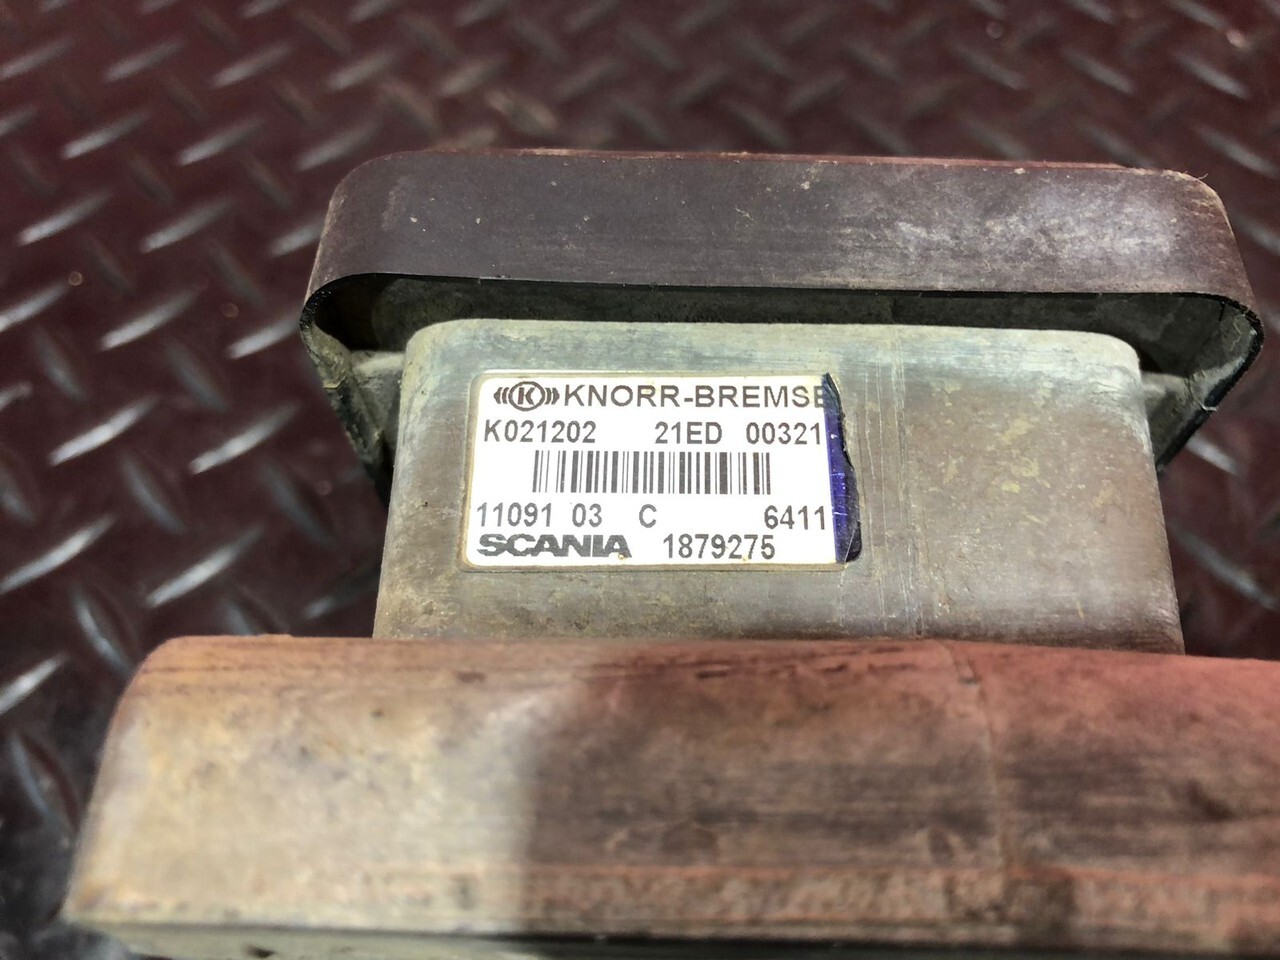 K KNORR-BREMSE
K021202 21ED 00321
11091 03 C 6411
SCANIA 1879275